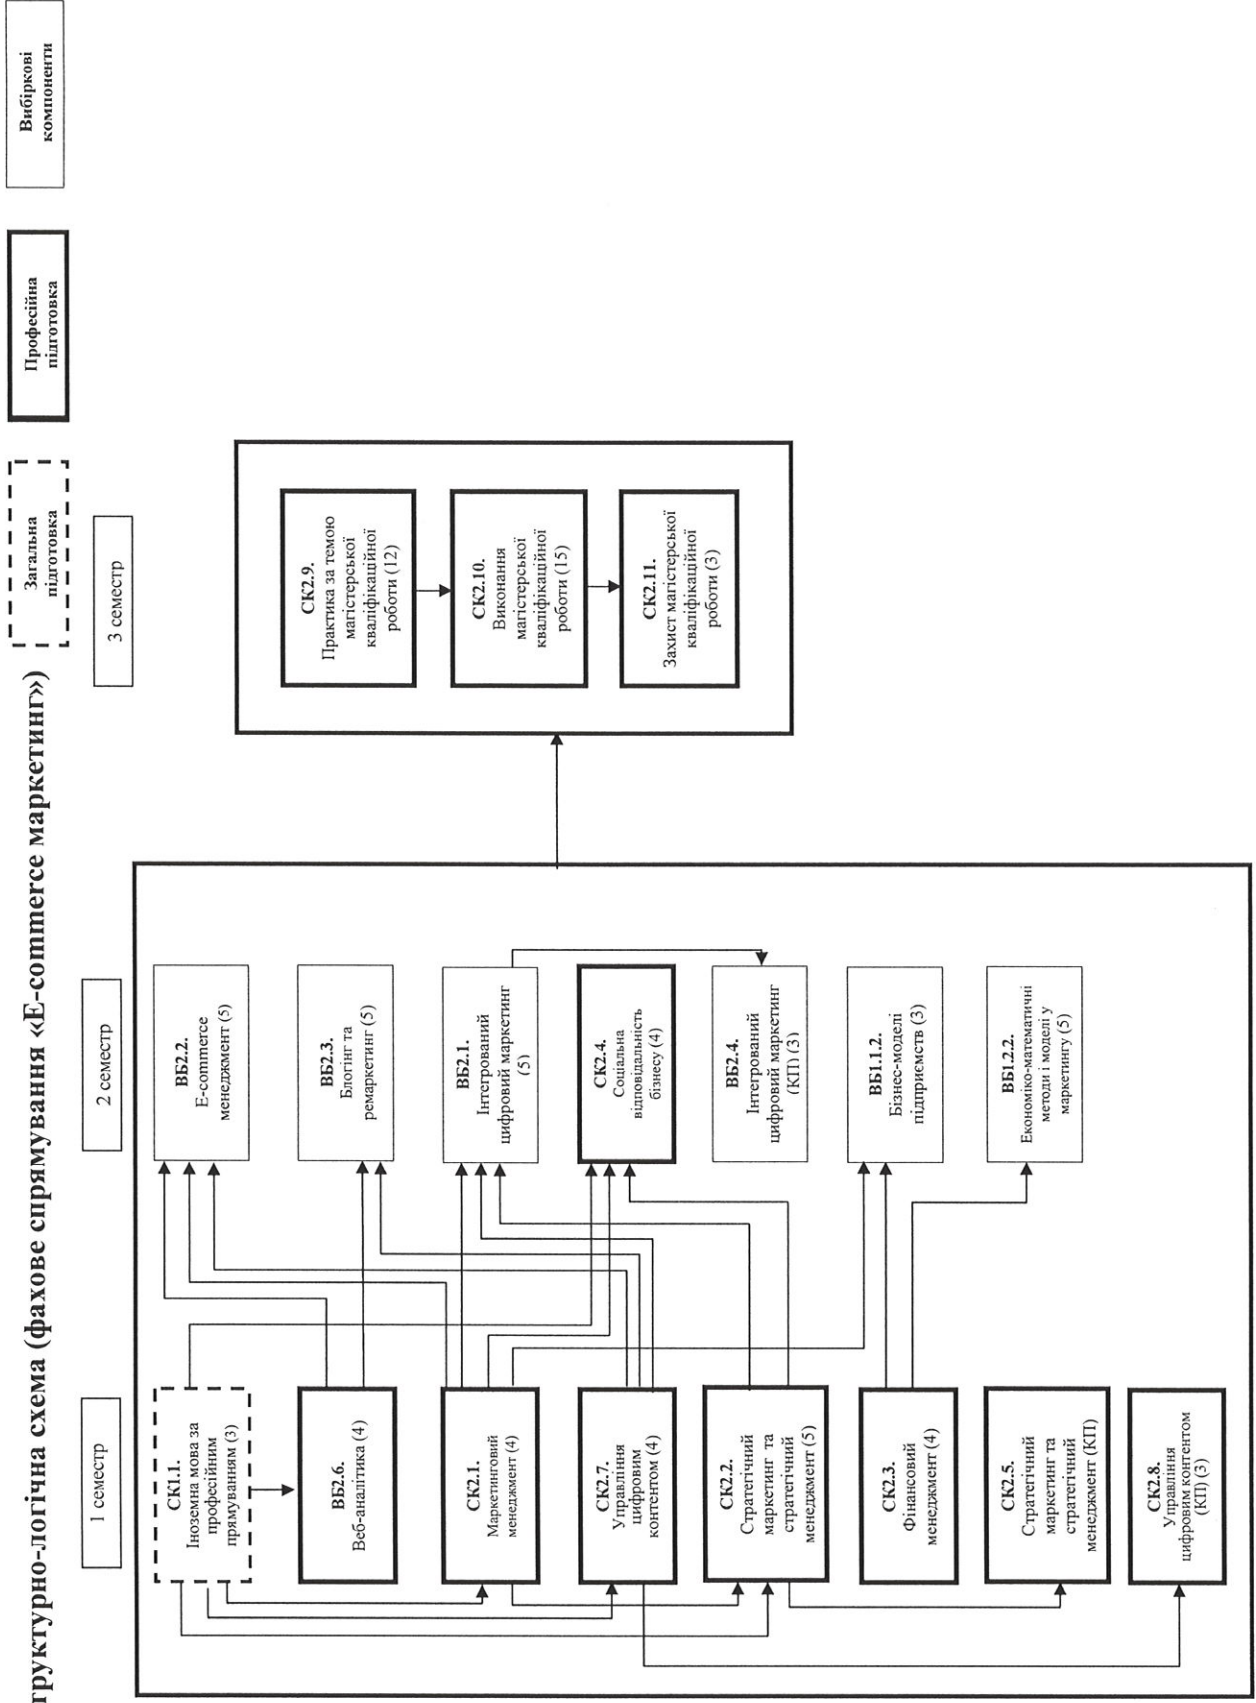 труктурно-логічна схема (фахове спрямування «E-commerce маркетинг»)
Загальна
підготовка
Професійна
підготовка
Вибіркові
компоненти
1 семестр
2 семестр
3 семестр
СК1.1.
Іноземна мова за
професійним
прямуванням (3)
ВБ2.6.
Веб-аналітика (4)
СК2.1.
Маркетинговий
менеджмент (4)
СК2.7.
Управління
цифровим
контентом (4)
СК2.2.
Стратегічний
маркетинг та
стратегічний
менеджмент (5)
СК2.3.
Фінансовий
менеджмент (4)
СК2.5.
Стратегічний
маркетинг та
стратегічний
менеджмент (КП)
СК2.8.
Управління
цифровим контентом
(КП) (3)
ВБ2.2.
E-commerce
менеджмент (5)
ВБ2.3.
Блогінг та
ремаркетинг (5)
ВБ2.1.
Інтегрований
цифровий маркетинг
(5)
СК2.4.
Соціальна
відповідальність
бізнесу (4)
ВБ2.4.
Інтегрований
цифровий маркетинг
(КП) (3)
ВБ1.1.2.
Бізнес-моделі
підприємств (3)
ВБ1.2.2.
Економіко-математичні
методи і моделі у
маркетингу (5)
СК2.9.
Практика за темою
магістерської
кваліфікаційної
роботи (12)
СК2.10.
Виконання
магістерської
кваліфікаційної
роботи (15)
СК2.11.
Захист магістерської
кваліфікаційної
роботи (3)